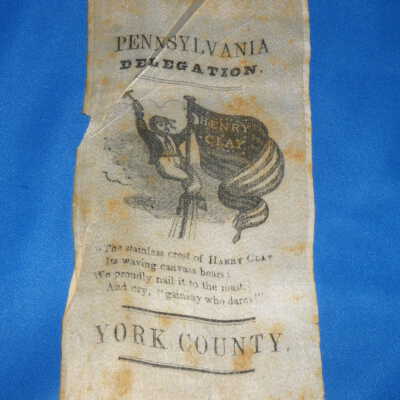 PENNSYLVANIA
DELEGATION.
HENRY
CLAY
"The stainless crest of HARRY CLAY
Its waving canvass bears;
We proudly nail it to the mast,
And cry, "gainsay who dares!"
YORK COUNTY.